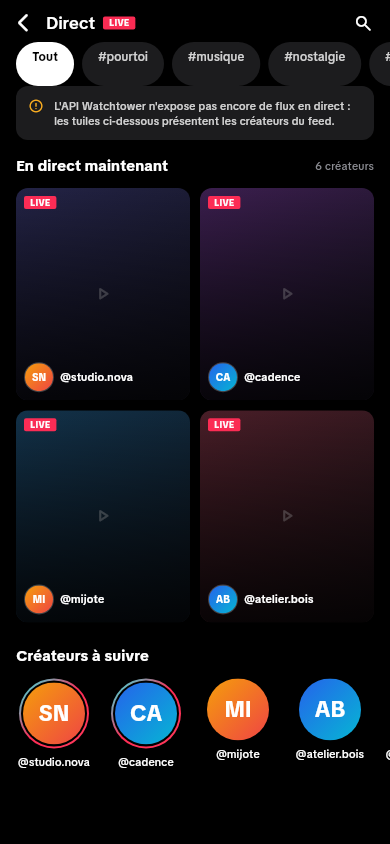 Direct LIVE
Tout #pourtoi #musique #nostalgie #
L'API Watchtower n'expose pas encore de flux en direct :
les tuiles ci-dessous présentent les créateurs du feed.
En direct maintenant 6 créateurs
LIVE LIVE
SN @studio.nova CA @cadence
LIVE LIVE
MI @mijote AB @atelier.bois
Créateurs à suivre
SN CA MI AB
@studio.nova @cadence @mijote @atelier.bois @